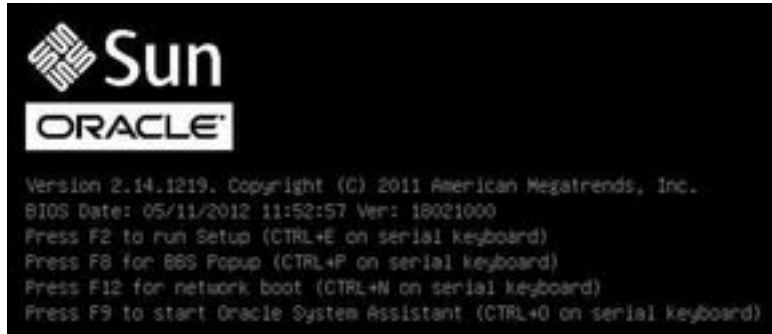 Sun
ORACLE
Version 2.14.1219. Copyright (C) 2011 American Megatrends, Inc.
BIOS Date: 05/11/2012 11:52:57 Ver: 18021000
Press F2 to run Setup (CTRL+E on serial keyboard)
Press F8 for BBS Popup (CTRL+P on serial keyboard)
Press F12 for network boot (CTRL+N on serial keyboard)
Press F9 to start Oracle System Assistant (CTRL+O on serial keyboard)